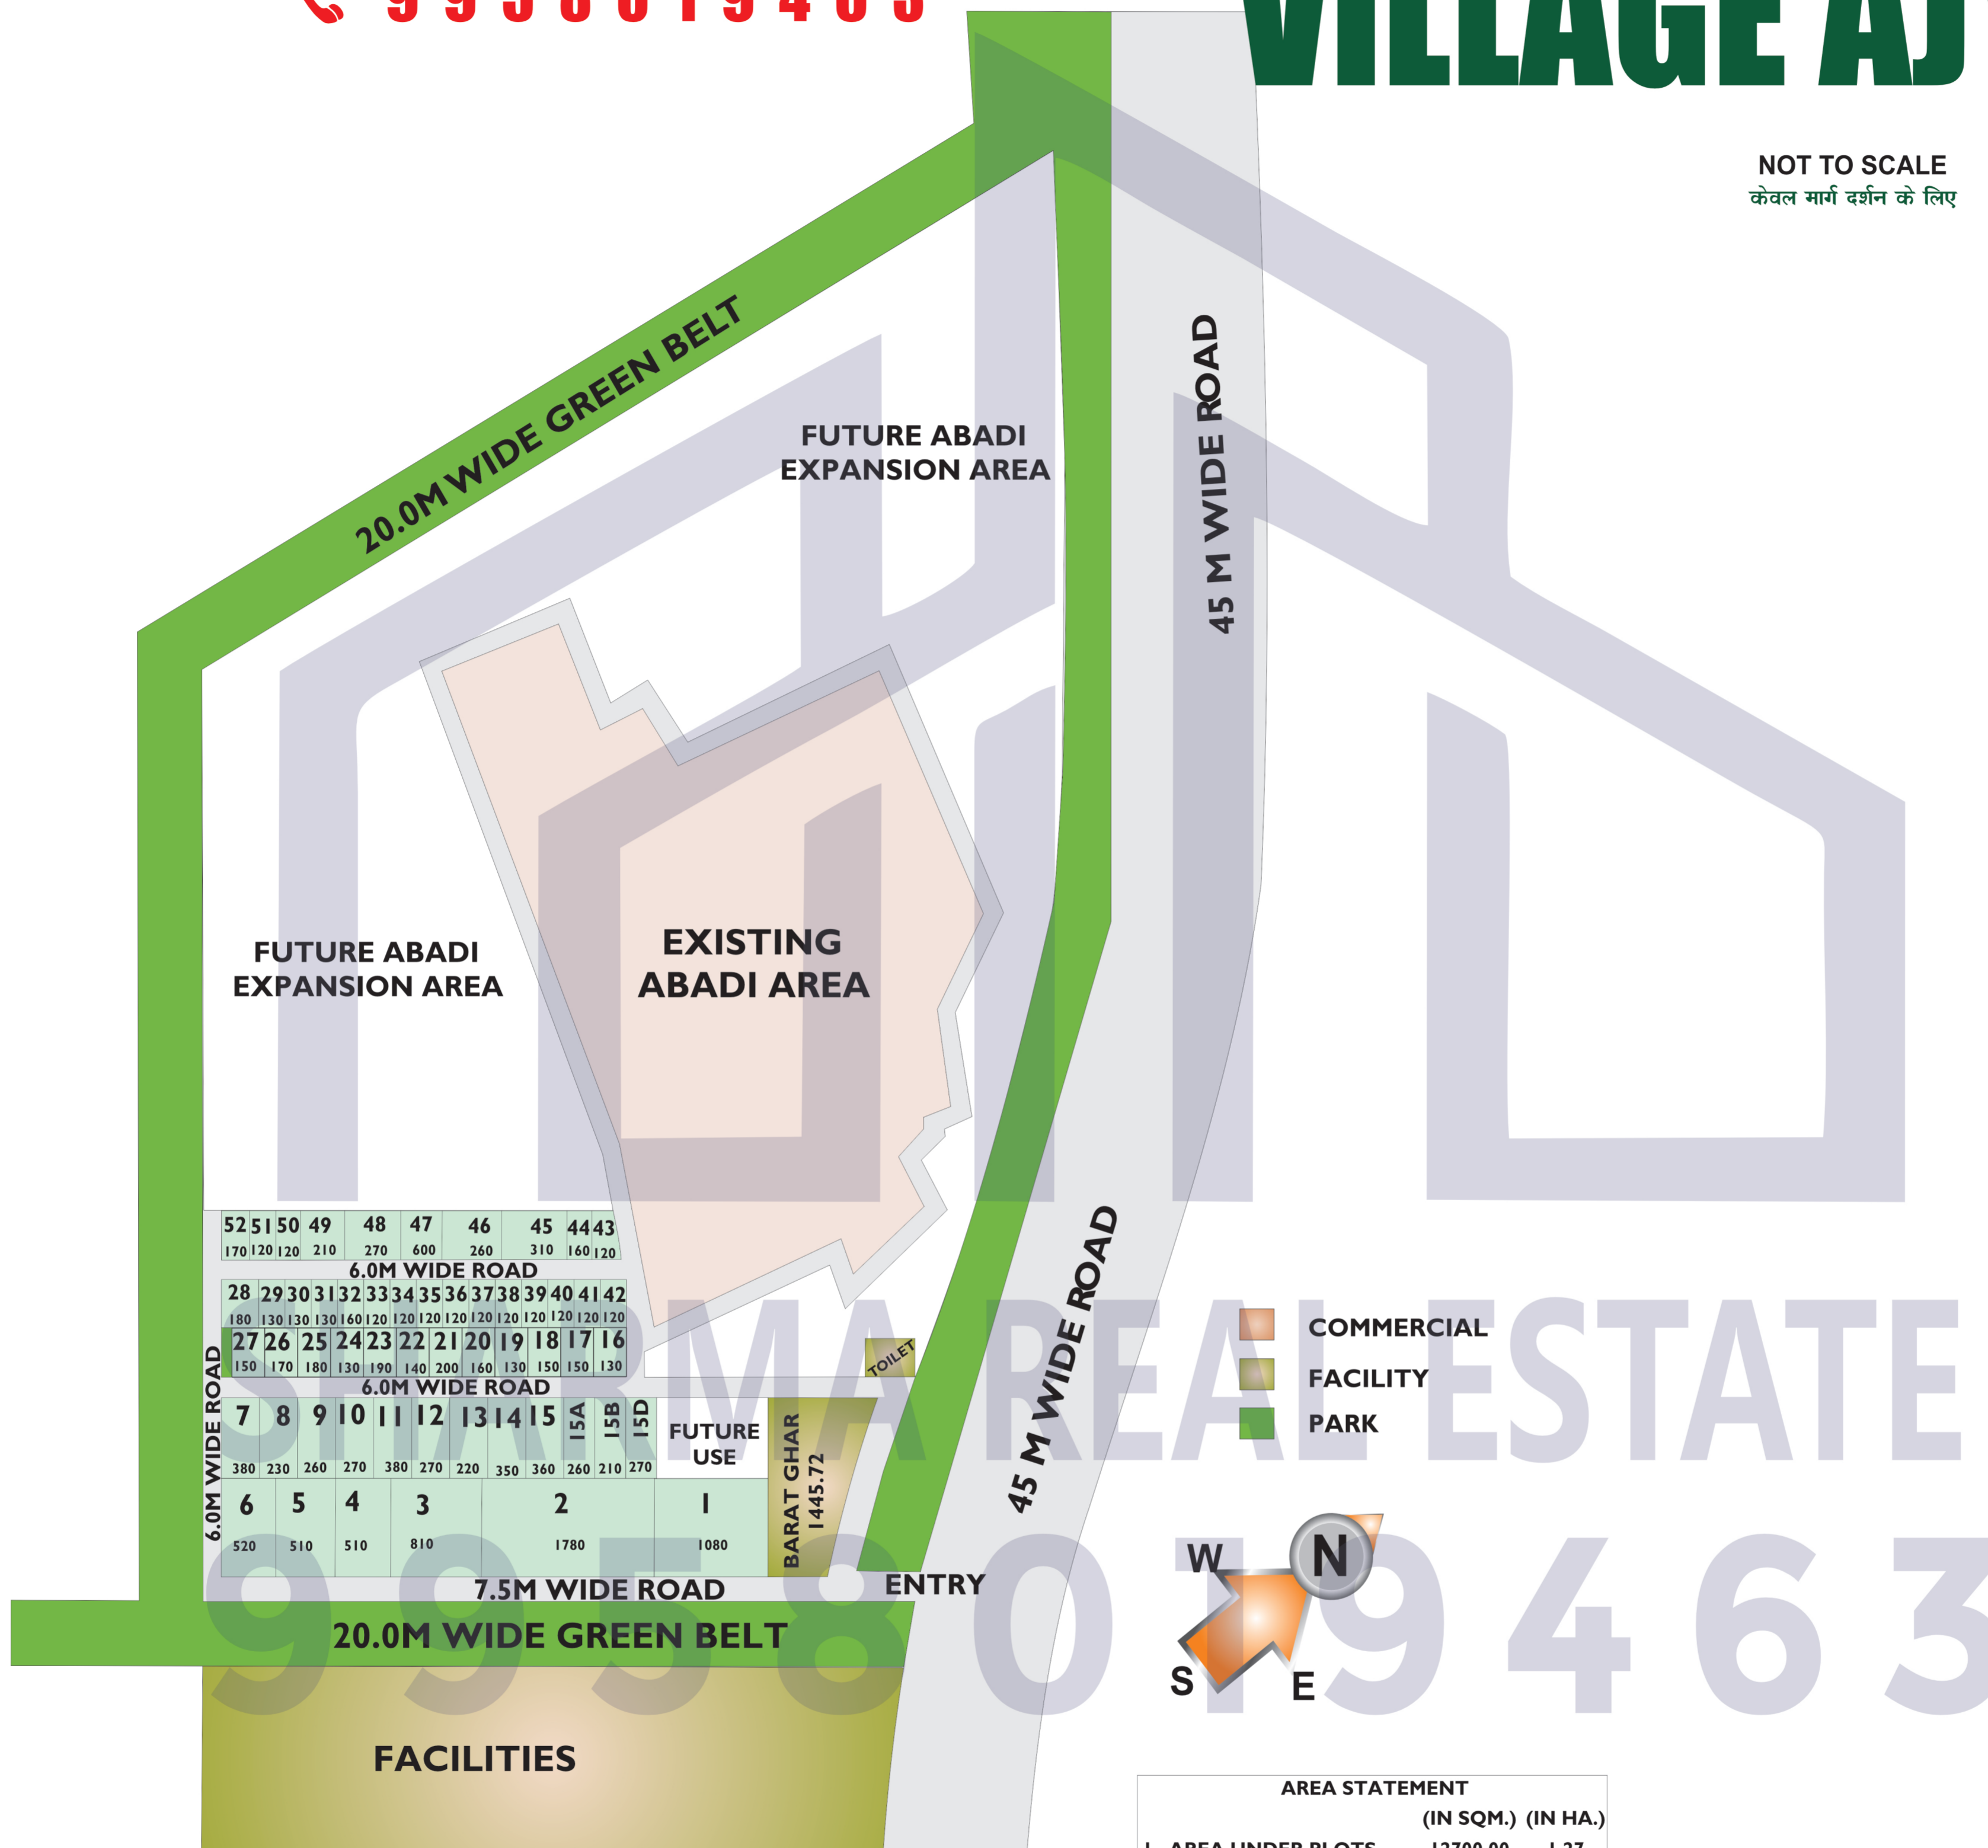 VILLAGE AJ
NOT TO SCALE
केवल मार्ग दर्शन के लिए
20.0M WIDE GREEN BELT
45 M WIDE ROAD
FUTURE ABADI
EXPANSION AREA
FUTURE ABADI
EXPANSION AREA
EXISTING
ABADI AREA
52 51 50 49 48 47 46 45 44 43
170 120 120 210 270 600 260 310 160 120
6.0M WIDE ROAD
28 29 30 31 32 33 34 35 36 37 38 39 40 41 42
180 130 130 130 160 120 120 120 120 120 120 120 120 120 120
27 26 25 24 23 22 21 20 19 18 17 16
150 170 180 130 190 140 200 160 130 150 150 130
6.0M WIDE ROAD
6.0M WIDE ROAD
7 8 9 10 11 12 13 14 15 15A 15B 15D
380 230 260 270 380 270 220 350 360 260 210 270
FUTURE
USE
BARAT GHAR
1445.72
TOILET
6 5 4 3 2 1
520 510 510 810 1780 1080
7.5M WIDE ROAD
ENTRY
20.0M WIDE GREEN BELT
FACILITIES
45 M WIDE ROAD
COMMERCIAL
FACILITY
PARK
SHARMA REAL ESTATE
9958019463
N
W
S
E
AREA STATEMENT
(IN SQM.) (IN HA.)